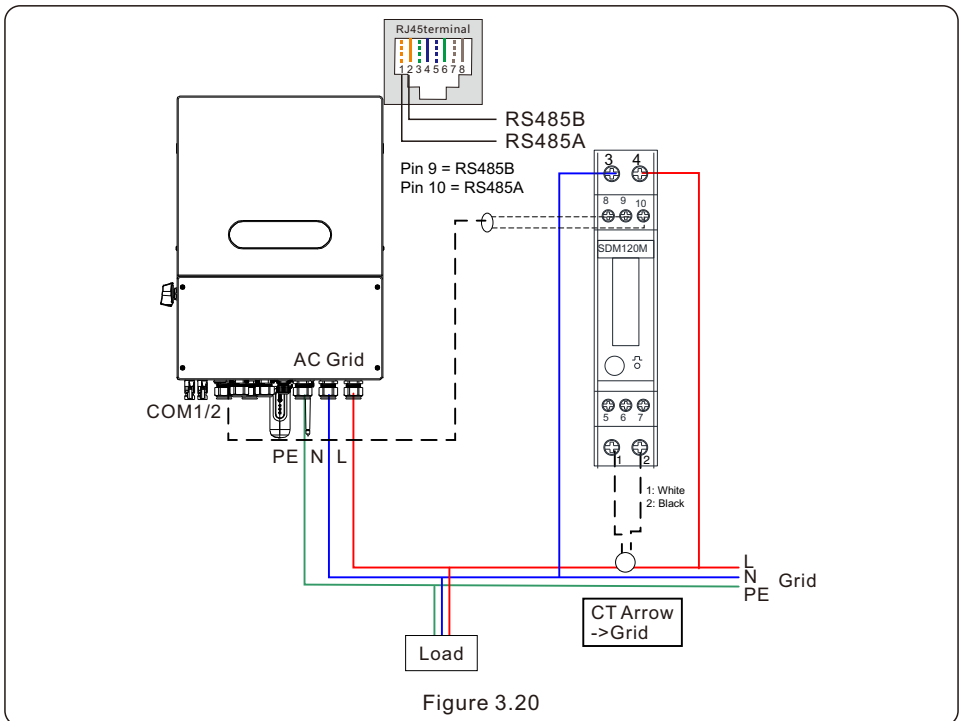 RJ45terminal
1 2 3 4 5 6 7 8
RS485B
RS485A
Pin 9 = RS485B
Pin 10 = RS485A
3 4
8 9 10
SDM120M
AC Grid
COM1/2
5 6 7
PE N L
1 2
1: White
2: Black
L
N
PE
Grid
CT Arrow
->Grid
Load
Figure 3.20